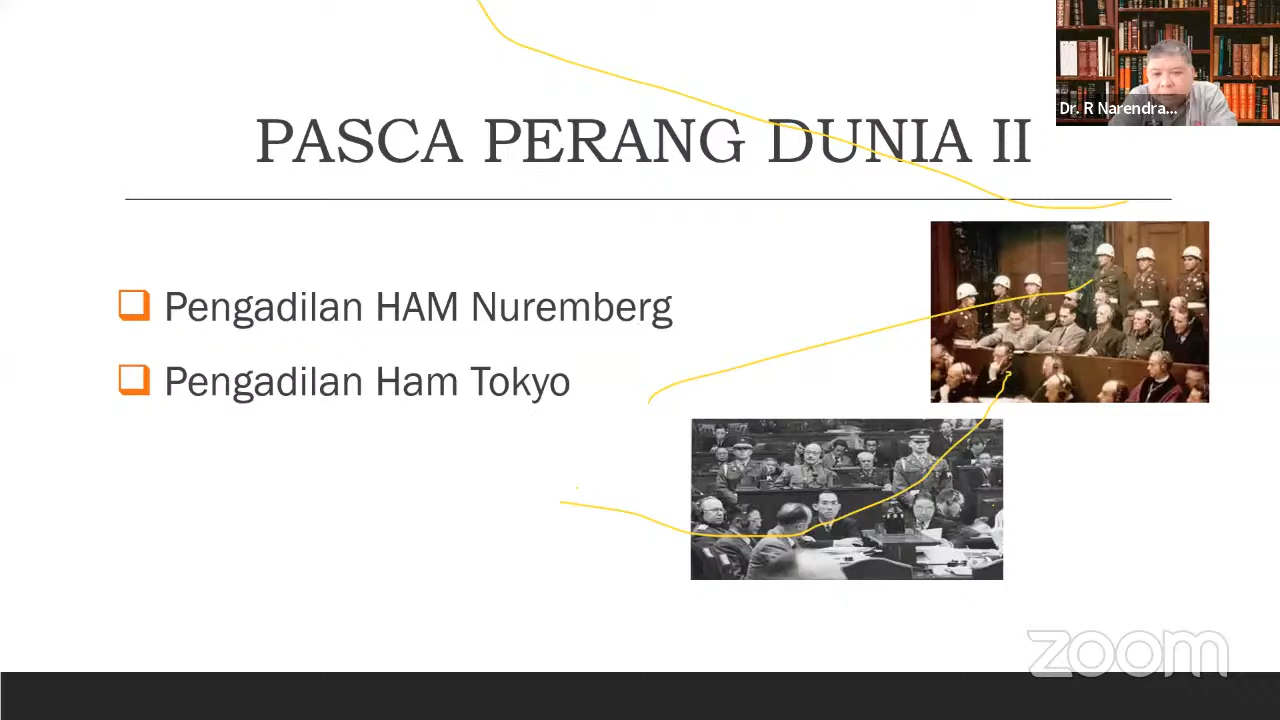 Dr. R Narendra...
PASCA PERANG DUNIA II
Pengadilan HAM Nuremberg
Pengadilan Ham Tokyo
zoom